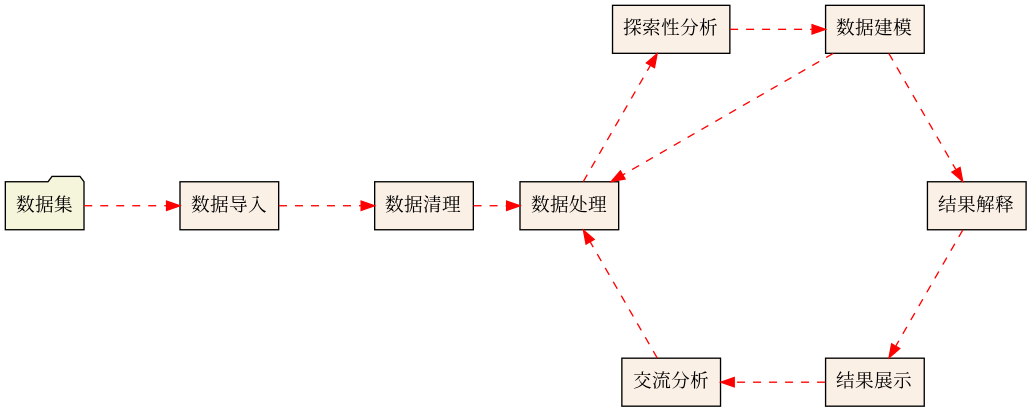 探索性分析
数据建模
数据集
数据导入
数据清理
数据处理
结果解释
交流分析
结果展示